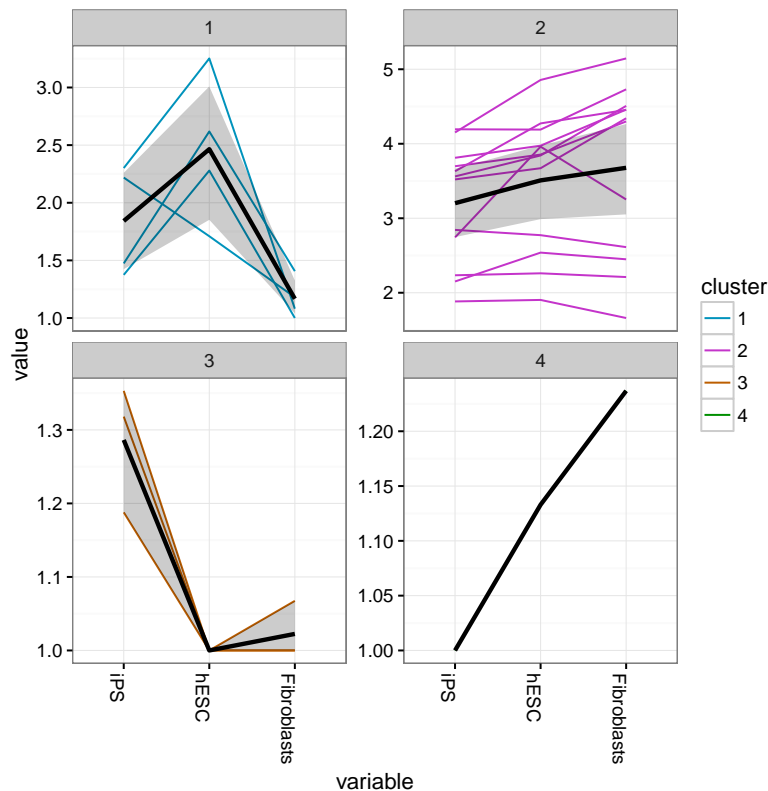 1
2
3.0
2.5
2.0
1.5
1.0
5
4
3
2
value
3
4
1.3
1.2
1.1
1.0
1.20
1.15
1.10
1.05
1.00
iPS
hESC
Fibroblasts
iPS
hESC
Fibroblasts
variable
cluster
1
2
3
4